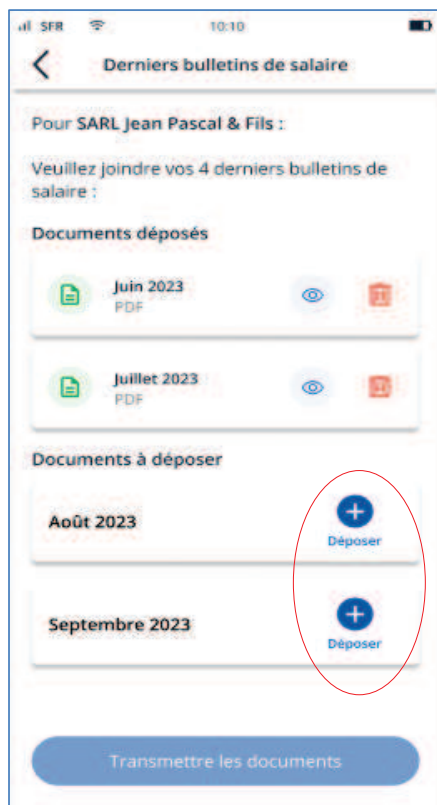 SFR 10:10
Derniers bulletins de salaire
Pour SARL Jean Pascal & Fils :
Veuillez joindre vos 4 derniers bulletins de
salaire :
Documents déposés
Juin 2023
PDF
Juillet 2023
PDF
Documents à déposer
Août 2023
Déposer
Septembre 2023
Déposer
Transmettre les documents